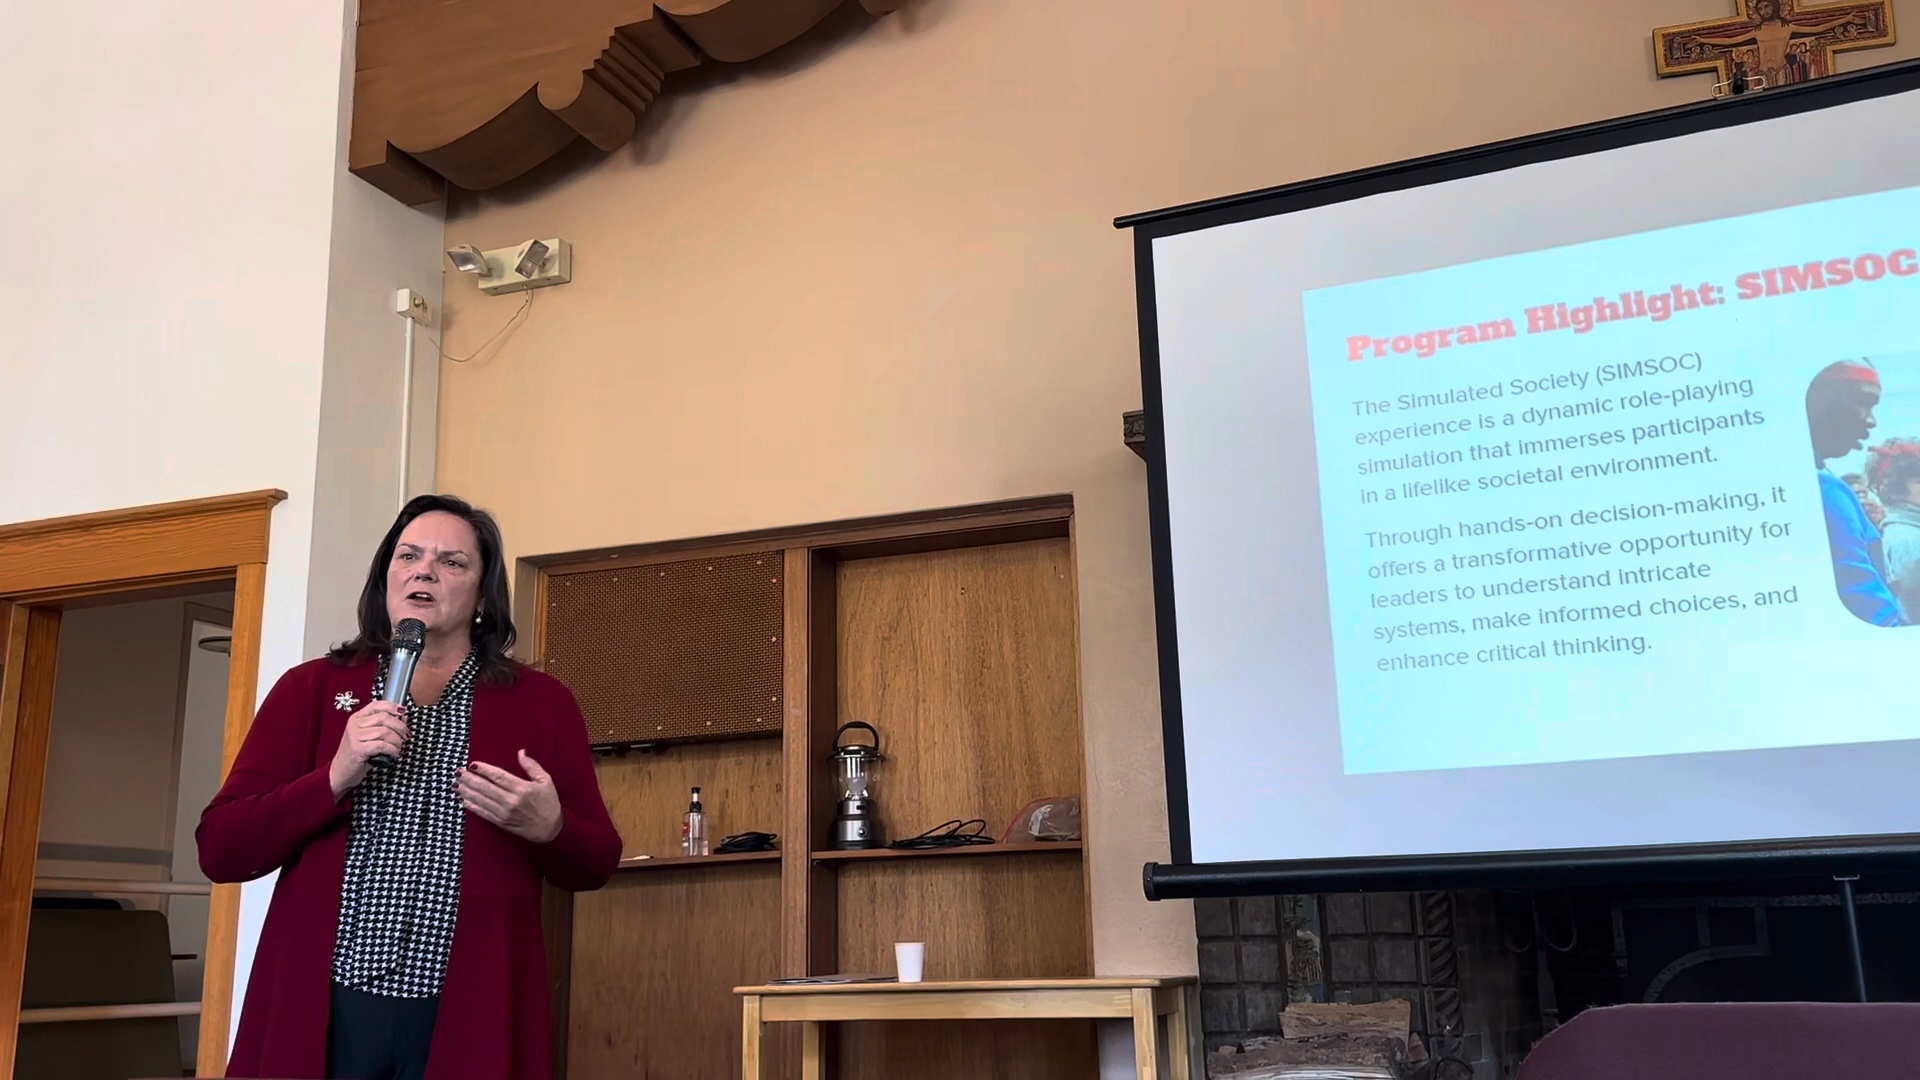 Program Highlight: SIMSOC
The Simulated Society (SIMSOC)
experience is a dynamic role-playing
simulation that immerses participants
in a lifelike societal environment.
Through hands-on decision-making, it
offers a transformative opportunity for
leaders to understand intricate
systems, make informed choices, and
enhance critical thinking.